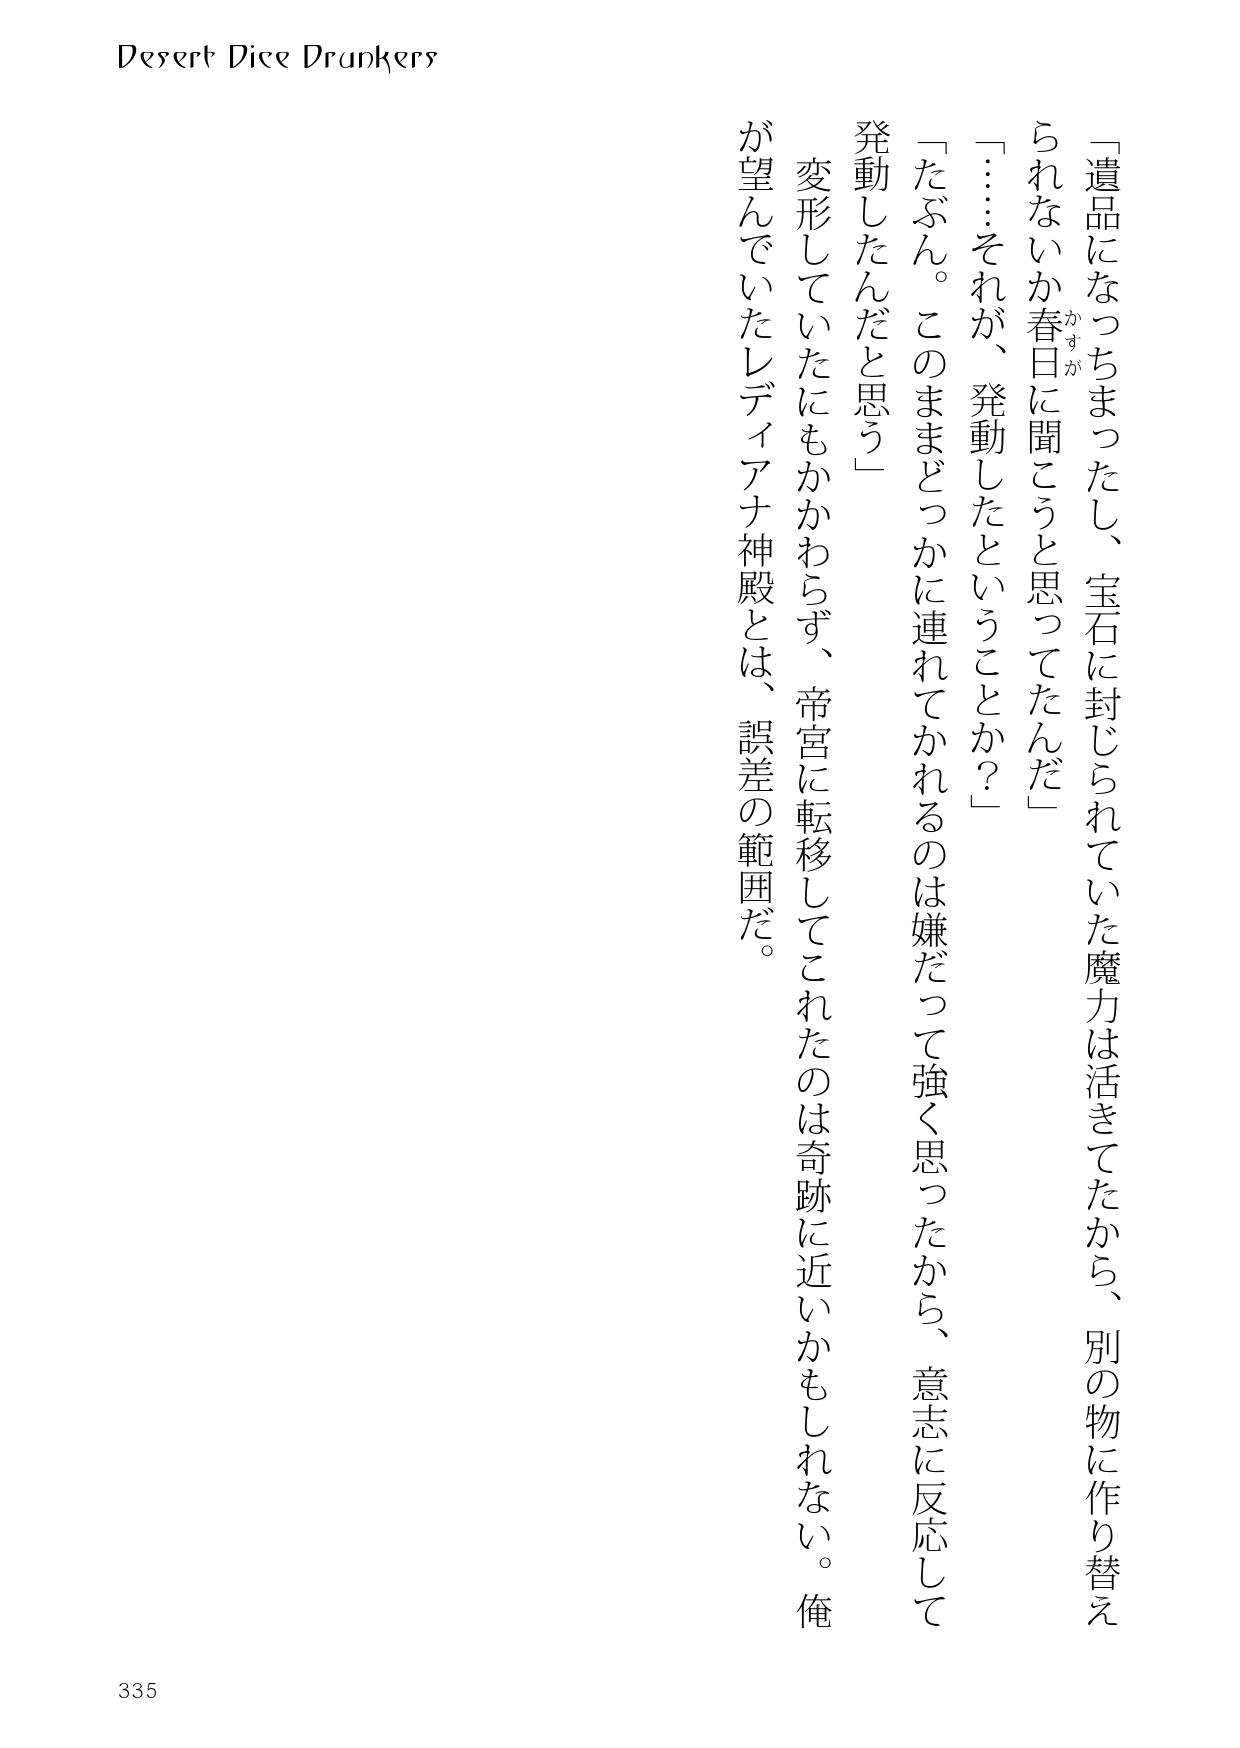 Desert Dice Drunkers
「遺品になっちまったし、宝石に封じられていた魔力は活きてたから、別の物に作り替え
られないか春日に聞こうと思ってたんだ」
かすが
「……それが、発動したということか？」
「たぶん。このままどっかに連れてかれるのは嫌だって強く思ったから、意志に反応して
発動したんだと思う」
変形していたにもかかわらず、帝宮に転移してこれたのは奇跡に近いかもしれない。俺
が望んでいたレディアナ神殿とは、誤差の範囲だ。
335